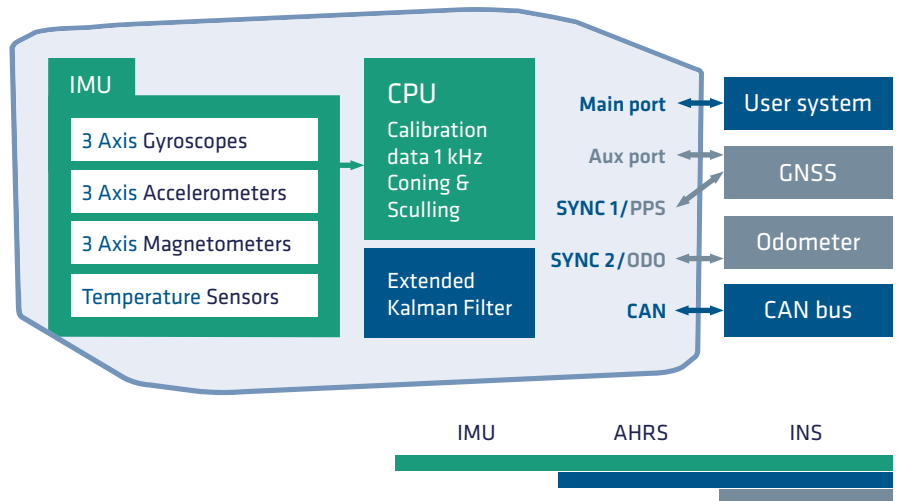 IMU
3 Axis Gyroscopes
3 Axis Accelerometers
3 Axis Magnetometers
Temperature Sensors
CPU
Calibration
data 1 kHz
Coning &
Sculling
Extended
Kalman Filter
Main port
Aux port
SYNC 1/PPS
SYNC 2/ODO
CAN
User system
GNSS
Odometer
CAN bus
IMU
AHRS
INS